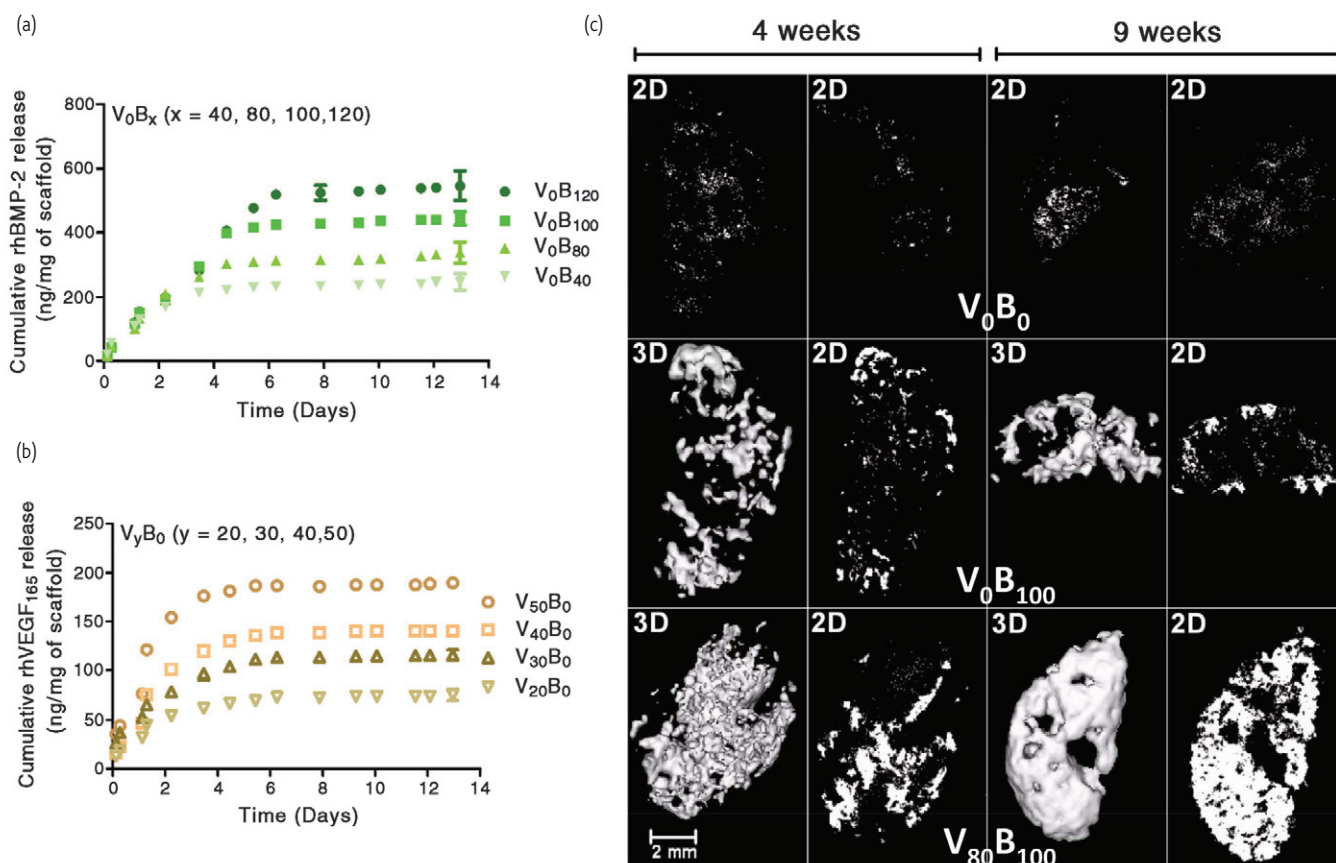 (a)
V₀Bₓ (x = 40, 80, 100,120)
Cumulative rhBMP-2 release
(ng/mg of scaffold)
800
600
400
200
0
0 2 4 6 8 10 12 14
Time (Days)
V₀B₁₂₀
V₀B₁₀₀
V₀B₈₀
V₀B₄₀
(b)
VyB₀ (y = 20, 30, 40,50)
Cumulative rhVEGF₁₆₅ release
(ng/mg of scaffold)
250
200
150
100
50
0
0 2 4 6 8 10 12 14
Time (Days)
V₅₀B₀
V₄₀B₀
V₃₀B₀
V₂₀B₀
(c)
4 weeks 9 weeks
2D 2D 2D 2D
V₀B₀
3D 2D 3D 2D
V₀B₁₀₀
3D 2D 3D 2D
2 mm
V₈₀B₁₀₀